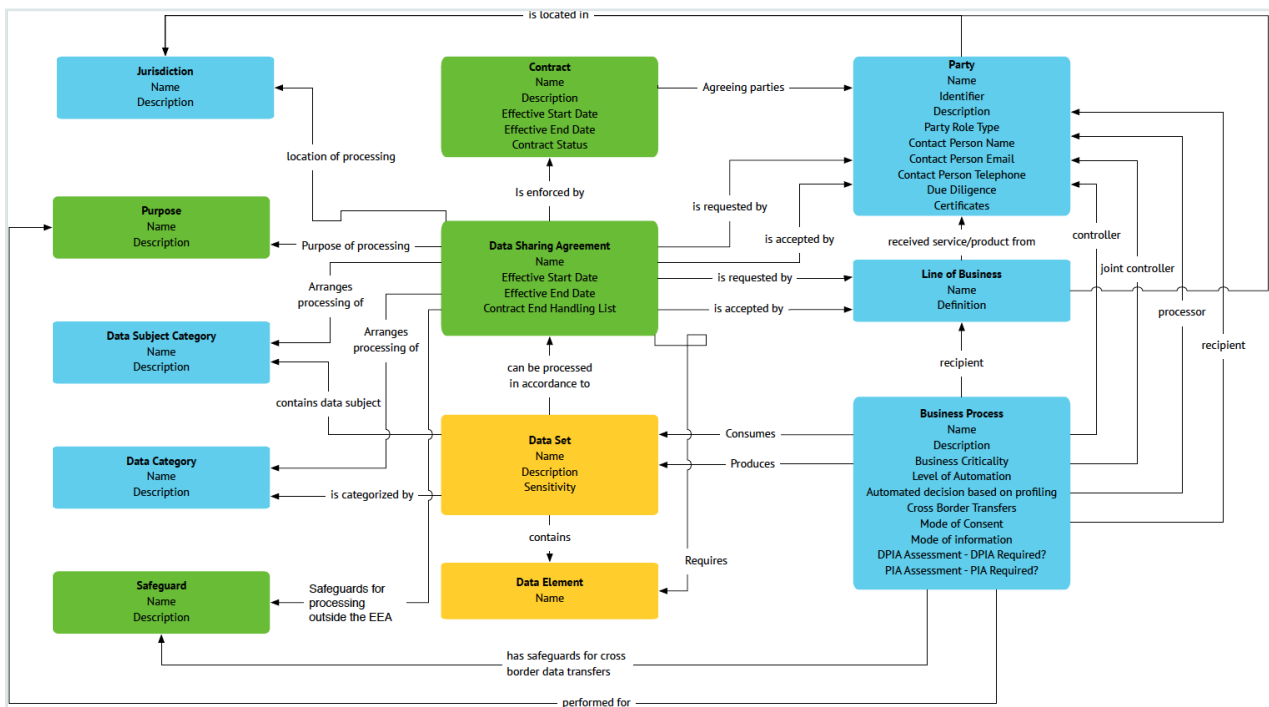 is located in
Jurisdiction
Name
Description
Contract
Name
Description
Effective Start Date
Effective End Date
Contract Status
Agreeing parties
Party
Name
Identifier
Description
Party Role Type
Contact Person Name
Contact Person Email
Contact Person Telephone
Due Diligence
Certificates
location of processing
Is enforced by
is requested by
Purpose
Name
Description
Purpose of processing
Data Sharing Agreement
Name
Effective Start Date
Effective End Date
Contract End Handling List
is accepted by
received service/product from
controller
joint controller
is requested by
is accepted by
Line of Business
Name
Definition
processor
recipient
Arranges
processing of
Arranges
processing of
Data Subject Category
Name
Description
can be processed
in accordance to
recipient
contains data subject
Data Set
Name
Description
Sensitivity
Consumes
Produces
Business Process
Name
Description
Business Criticality
Level of Automation
Automated decision based on profiling
Cross Border Transfers
Mode of Consent
Mode of information
DPIA Assessment - DPIA Required?
PIA Assessment - PIA Required?
Data Category
Name
Description
is categorized by
contains
Requires
Safeguard
Name
Description
Safeguards for
processing
outside the EEA
Data Element
Name
has safeguards for cross
border data transfers
performed for